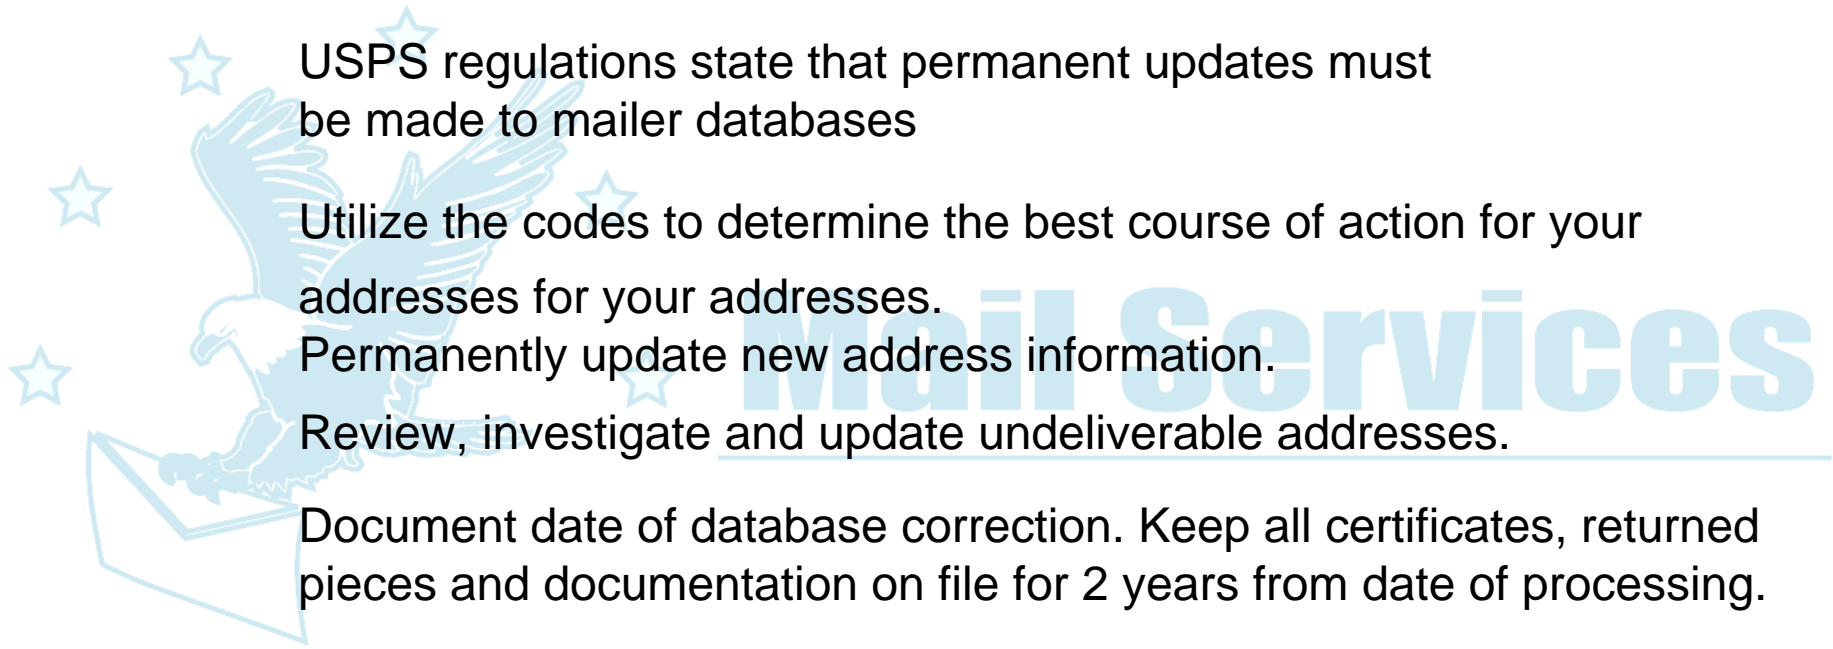 USPS regulations state that permanent updates must
be made to mailer databases
Utilize the codes to determine the best course of action for your
addresses for your addresses.
Mail Services
Permanently update new address information.
Review, investigate and update undeliverable addresses.
Document date of database correction. Keep all certificates, returned
pieces and documentation on file for 2 years from date of processing.